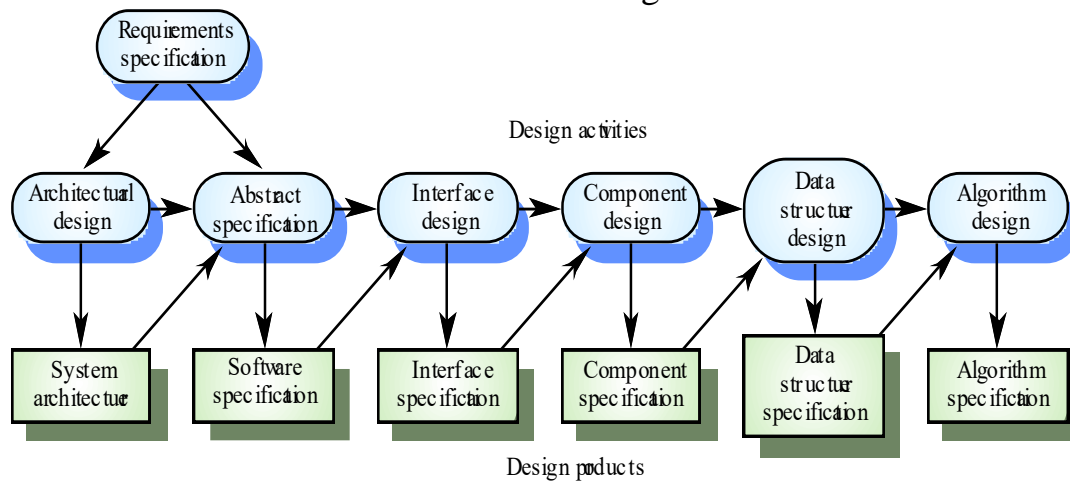 Requirements
specification
Design activities
Architectural
design
Abstract
specification
Interface
design
Component
design
Data
structure
design
Algorithm
design
System
architecture
Software
specification
Interface
specification
Component
specification
Data
structure
specification
Algorithm
specification
Design products